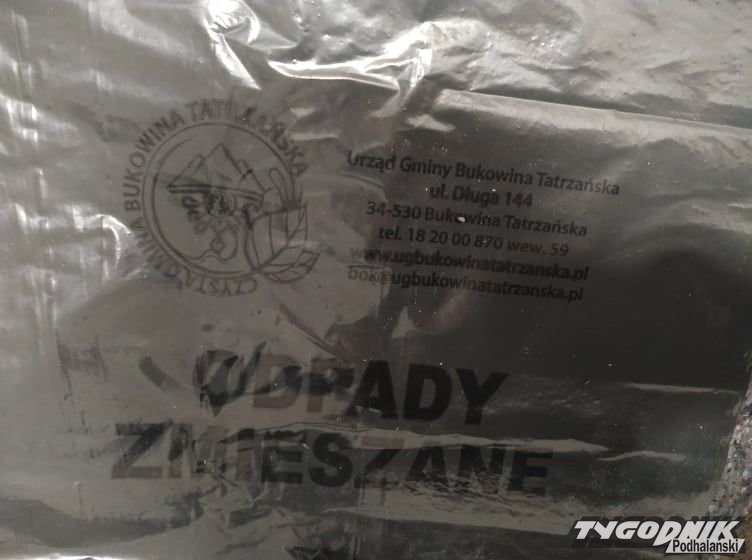 CZYSTA GMINA BUKOWINA TATRZAŃSKA
Urząd Gminy Bukowina Tatrzańska
ul. Długa 144
34-530 Bukowina Tatrzańska
tel. 18 20 00 870 wew. 59
www.ugbukowinatatrzanska.pl
bok@ugbukowinatatrzanska.pl
ODPADY
ZMIESZANE
TYGODNIK
Podhalański